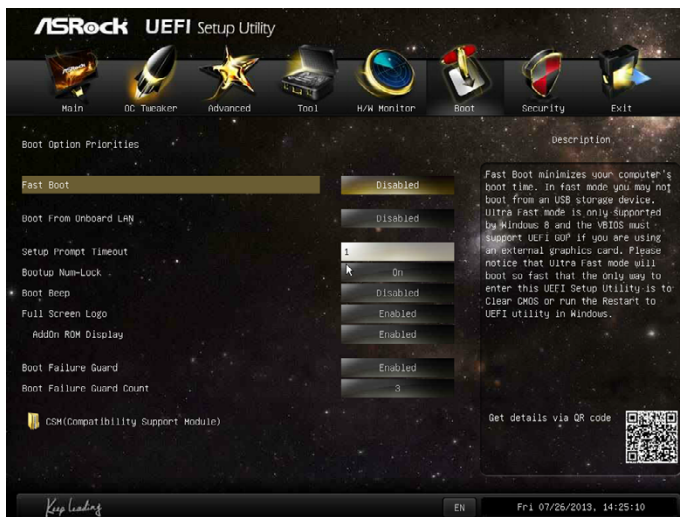 ASRock UEFI Setup Utility
Main
OC Tweaker
Advanced
Tool
H/W Monitor
Boot
Security
Exit
Boot Option Priorities
Fast Boot Disabled
Boot From Onboard LAN Disabled
Setup Prompt Timeout 1
Bootup Num-Lock On
Boot Beep Disabled
Full Screen Logo Enabled
AddOn ROM Display Enabled
Boot Failure Guard Enabled
Boot Failure Guard Count 3
CSM(Compatibility Support Module)
Description
Fast Boot minimizes your computer's
boot time. In fast mode you may not
boot from an USB storage device.
Ultra Fast mode is only supported
by Windows 8 and the VBIOS must
support UEFI GOP if you are using
an external graphics card. Please
notice that Ultra Fast mode will
boot so fast that the only way to
enter this UEFI Setup Utility is to
Clear CMOS or run the Restart to
UEFI utility in Windows.
Get details via QR code
Keep Leading
EN
Fri 07/26/2013, 14:25:10